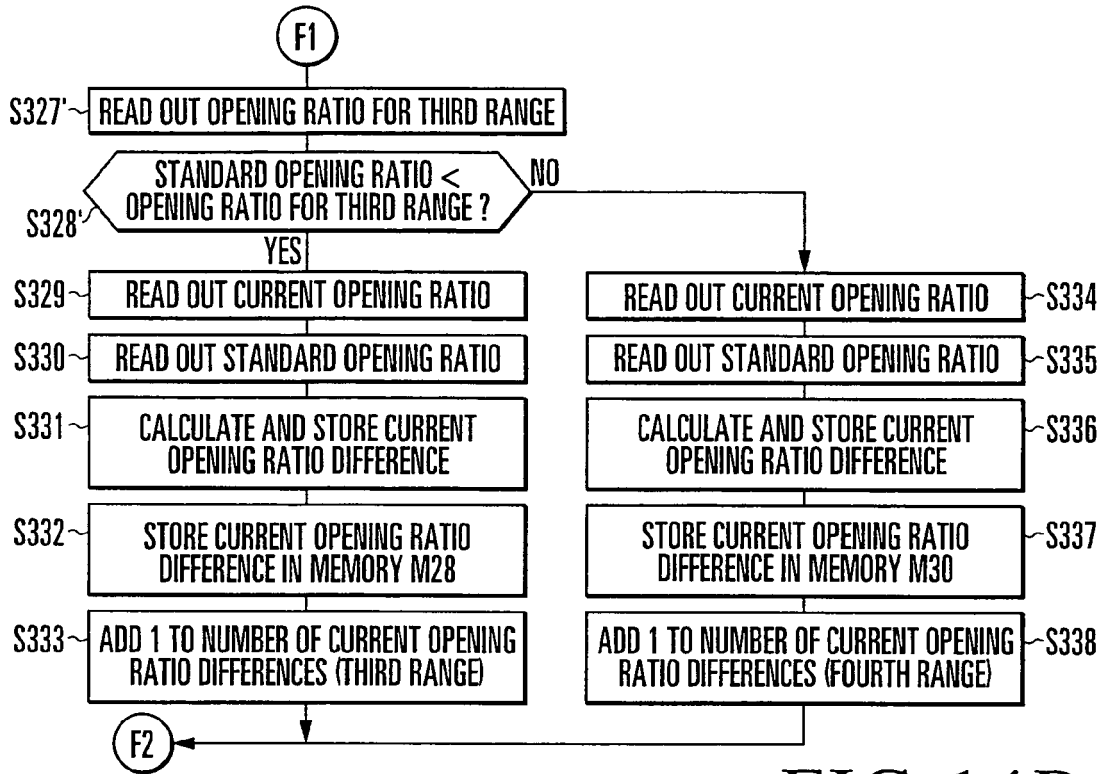 F1
S327' READ OUT OPENING RATIO FOR THIRD RANGE
STANDARD OPENING RATIO <
OPENING RATIO FOR THIRD RANGE ?
NO
S328'
YES
S329 READ OUT CURRENT OPENING RATIO
S330 READ OUT STANDARD OPENING RATIO
S331 CALCULATE AND STORE CURRENT
OPENING RATIO DIFFERENCE
S332 STORE CURRENT OPENING RATIO
DIFFERENCE IN MEMORY M28
S333 ADD 1 TO NUMBER OF CURRENT OPENING
RATIO DIFFERENCES (THIRD RANGE)
READ OUT CURRENT OPENING RATIO S334
READ OUT STANDARD OPENING RATIO S335
CALCULATE AND STORE CURRENT S336
OPENING RATIO DIFFERENCE
STORE CURRENT OPENING RATIO S337
DIFFERENCE IN MEMORY M30
ADD 1 TO NUMBER OF CURRENT OPENING S338
RATIO DIFFERENCES (FOURTH RANGE)
F2